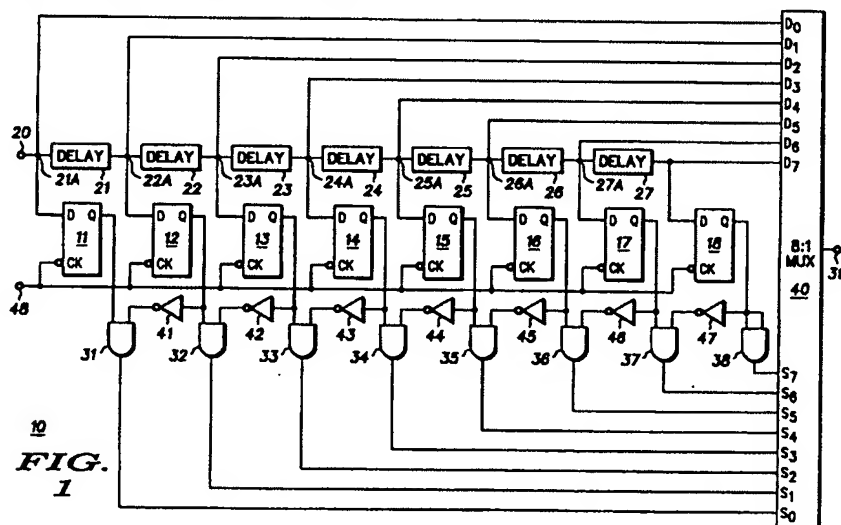 D0
D1
D2
D3
D4
D5
D6
D7
20
DELAY DELAY DELAY DELAY DELAY DELAY DELAY
21A 21 22A 22 23A 23 24A 24 25A 25 26A 26 27A 27
D Q D Q D Q D Q D Q D Q D Q D Q
11 12 13 14 15 16 17 18
CK CK CK CK CK CK CK CK
8:1
MUX
40
39
48
41 42 43 44 45 46 47
31 32 33 34 35 36 37 38
S7
S6
S5
S4
S3
S2
S1
S0
10
FIG.
1